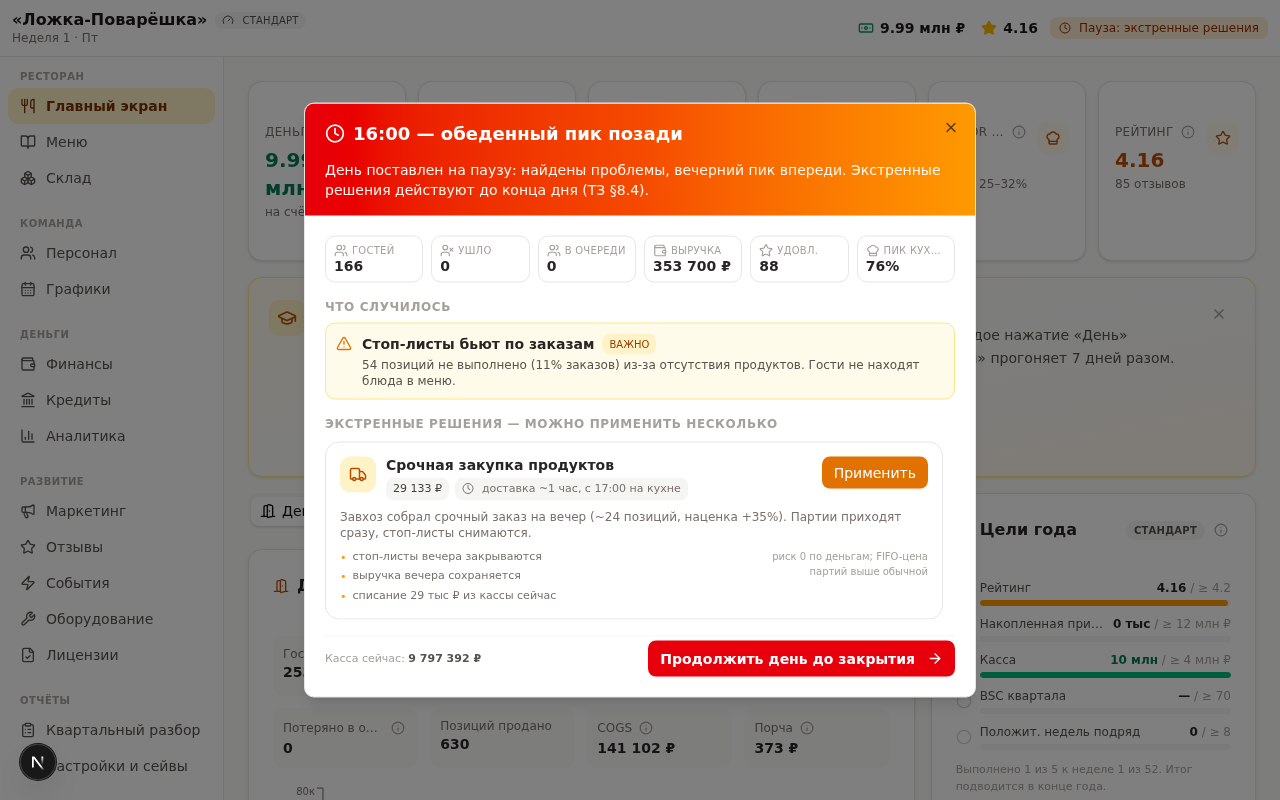 «Ложка-Поварёшка»
СТАНДАРТ
Неделя 1 · Пт
9.99 млн ₽
4.16
Пауза: экстренные решения
РЕСТОРАН
Главный экран
Меню
Склад
КОМАНДА
Персонал
Графики
ДЕНЬГИ
Финансы
Кредиты
Аналитика
РАЗВИТИЕ
Маркетинг
Отзывы
События
Оборудование
Лицензии
ОТЧЁТЫ
Квартальный разбор
N
16:00 — обеденный пик позади
День поставлен на паузу: найдены проблемы, вечерний пик впереди. Экстренные
решения действуют до конца дня (ТЗ §8.4).
ГОСТЕЙ
166
УШЛО
0
В ОЧЕРЕДИ
0
ВЫРУЧКА
353 700 ₽
УДОВЛ.
88
ПИК КУХ...
76%
ЧТО СЛУЧИЛОСЬ
Стоп-листы бьют по заказам
ВАЖНО
54 позиций не выполнено (11% заказов) из-за отсутствия продуктов. Гости не находят
блюда в меню.
ЭКСТРЕННЫЕ РЕШЕНИЯ — МОЖНО ПРИМЕНИТЬ НЕСКОЛЬКО
Срочная закупка продуктов
29 133 ₽
доставка ~1 час, с 17:00 на кухне
Применить
Завхоз собрал срочный заказ на вечер (~24 позиций, наценка +35%). Партии приходят
сразу, стоп-листы снимаются.
• стоп-листы вечера закрываются
• выручка вечера сохраняется
• списание 29 тыс ₽ из кассы сейчас
риск 0 по деньгам; FIFO-цена
партий выше обычной
Касса сейчас: 9 797 392 ₽
Продолжить день до закрытия
25–32%
РЕЙТИНГ
4.16
85 отзывов
нажатие «День»
прогоняет 7 дней разом.
Потеряно в о...
0
Позиций продано
630
COGS
141 102 ₽
Порча
373 ₽
80к
Цели года
СТАНДАРТ
Рейтинг
4.16 / ≥ 4.2
Накопленная при...
0 тыс / ≥ 12 млн ₽
Касса
10 млн / ≥ 4 млн ₽
BSC квартала
— / ≥ 70
Положит. недель подряд
0 / ≥ 8
Выполнено 1 из 5 к неделе 1 из 52. Итог
подводится в конце года.